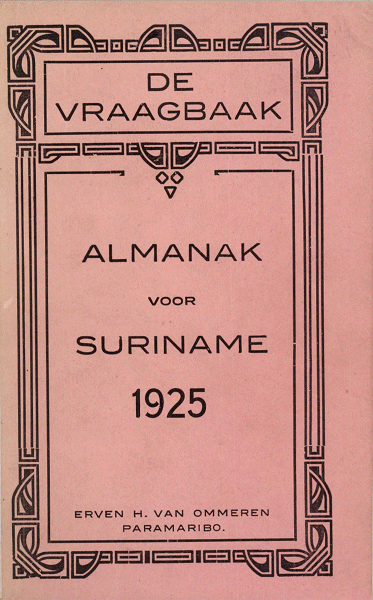 DE
VRAAGBAAK
ALMANAK
VOOR
SURINAME
1925
ERVEN H. VAN OMMEREN
PARAMARIBO.